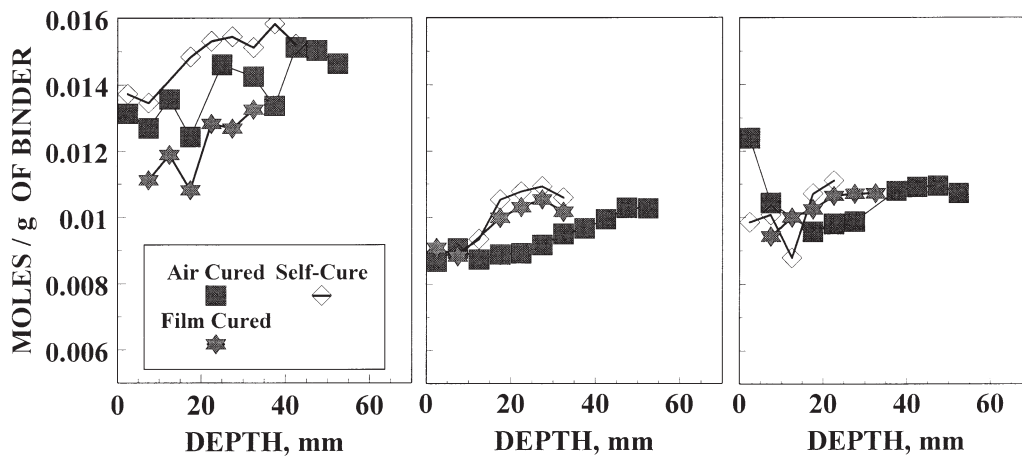 MOLES / g OF BINDER
0.016
0.014
0.012
0.01
0.008
0.006
Air Cured Self-Cure
Film Cured
0 20 40 60
DEPTH, mm
0 20 40 60
DEPTH, mm
0 20 40 60
DEPTH, mm